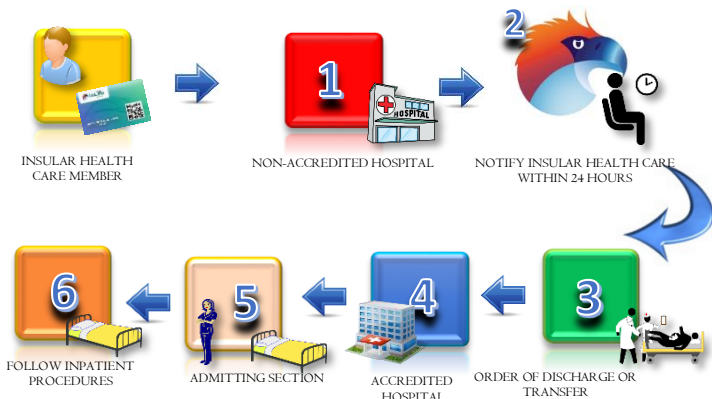 1
HOSPITAL
2
INSULAR HEALTH
CARE MEMBER
NON-ACCREDITED HOSPITAL
NOTIFY INSULAR HEALTH CARE
WITHIN 24 HOURS
6
5
4
3
FOLLOW INPATIENT
PROCEDURES
ADMITTING SECTION
ACCREDITED
HOSPITAL
ORDER OF DISCHARGE OR
TRANSFER